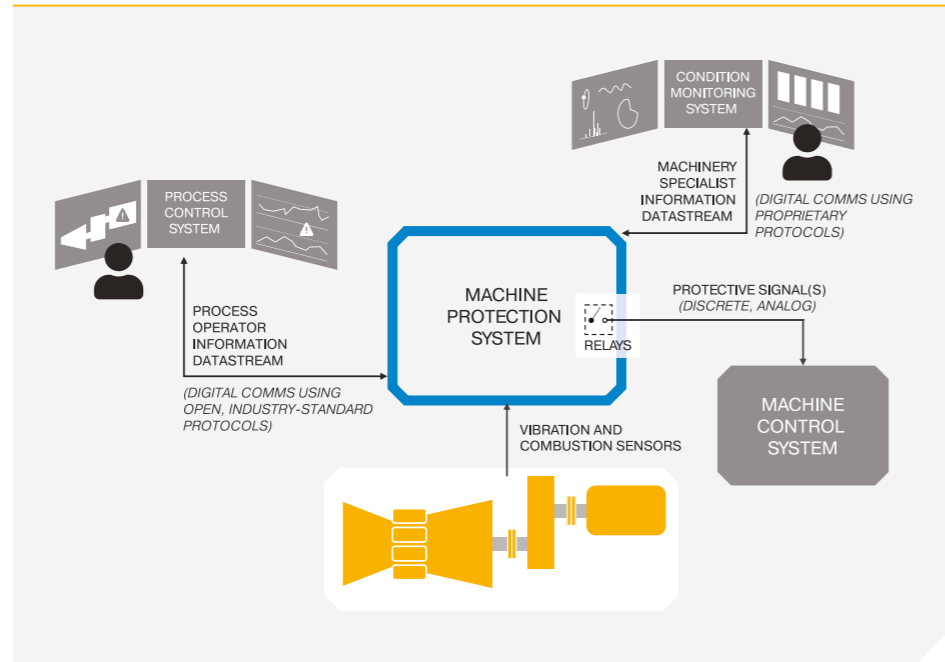 CONDITION
MONITORING
SYSTEM
MACHINERY
SPECIALIST
INFORMATION
DATASTREAM
(DIGITAL COMMS USING
PROPRIETARY
PROTOCOLS)
PROCESS
CONTROL
SYSTEM
PROCESS
OPERATOR
INFORMATION
DATASTREAM
(DIGITAL COMMS USING
OPEN, INDUSTRY-STANDARD
PROTOCOLS)
MACHINE
PROTECTION
SYSTEM
RELAYS
PROTECTIVE SIGNAL(S)
(DISCRETE, ANALOG)
MACHINE
CONTROL
SYSTEM
VIBRATION AND
COMBUSTION SENSORS